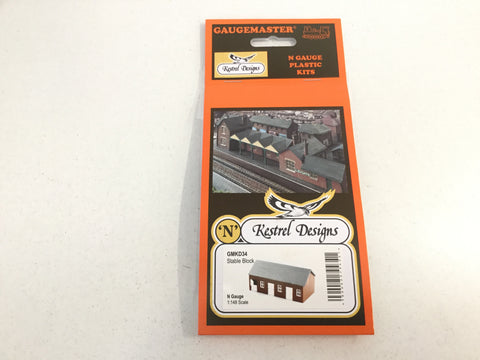 GAUGEMASTER
Kestrel Designs
N GAUGE
PLASTIC
KITS
'N'
Kestrel Designs
GMKD34
Stable Block
N Gauge
1:148 Scale